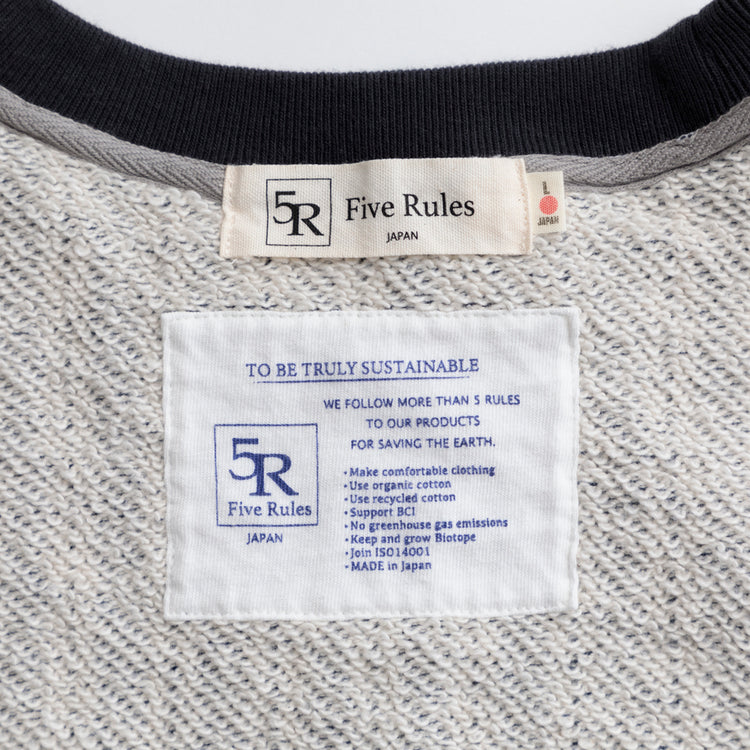 5R
Five Rules
JAPAN
L
JAPAN
TO BE TRULY SUSTAINABLE
WE FOLLOW MORE THAN 5 RULES
TO OUR PRODUCTS
FOR SAVING THE EARTH.
5R
Five Rules
JAPAN
・Make comfortable clothing
・Use organic cotton
・Use recycled cotton
・Support BCI
・No greenhouse gas emissions
・Keep and grow Biotope
・Join ISO14001
・MADE in Japan